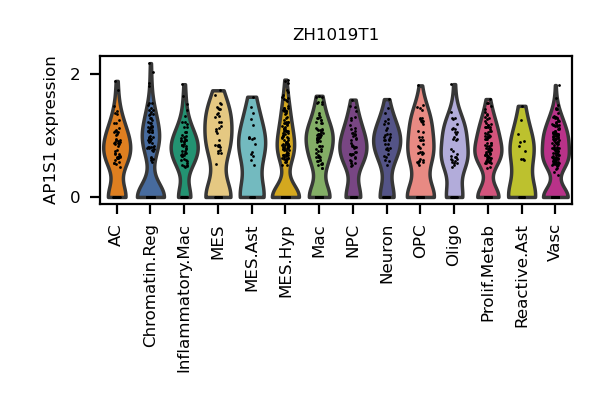 ZH1019T1
AP1S1 expression
2
0
AC
Chromatin.Reg
Inflammatory.Mac
MES
MES.Ast
MES.Hyp
Mac
NPC
Neuron
OPC
Oligo
Prolif.Metab
Reactive.Ast
Vasc